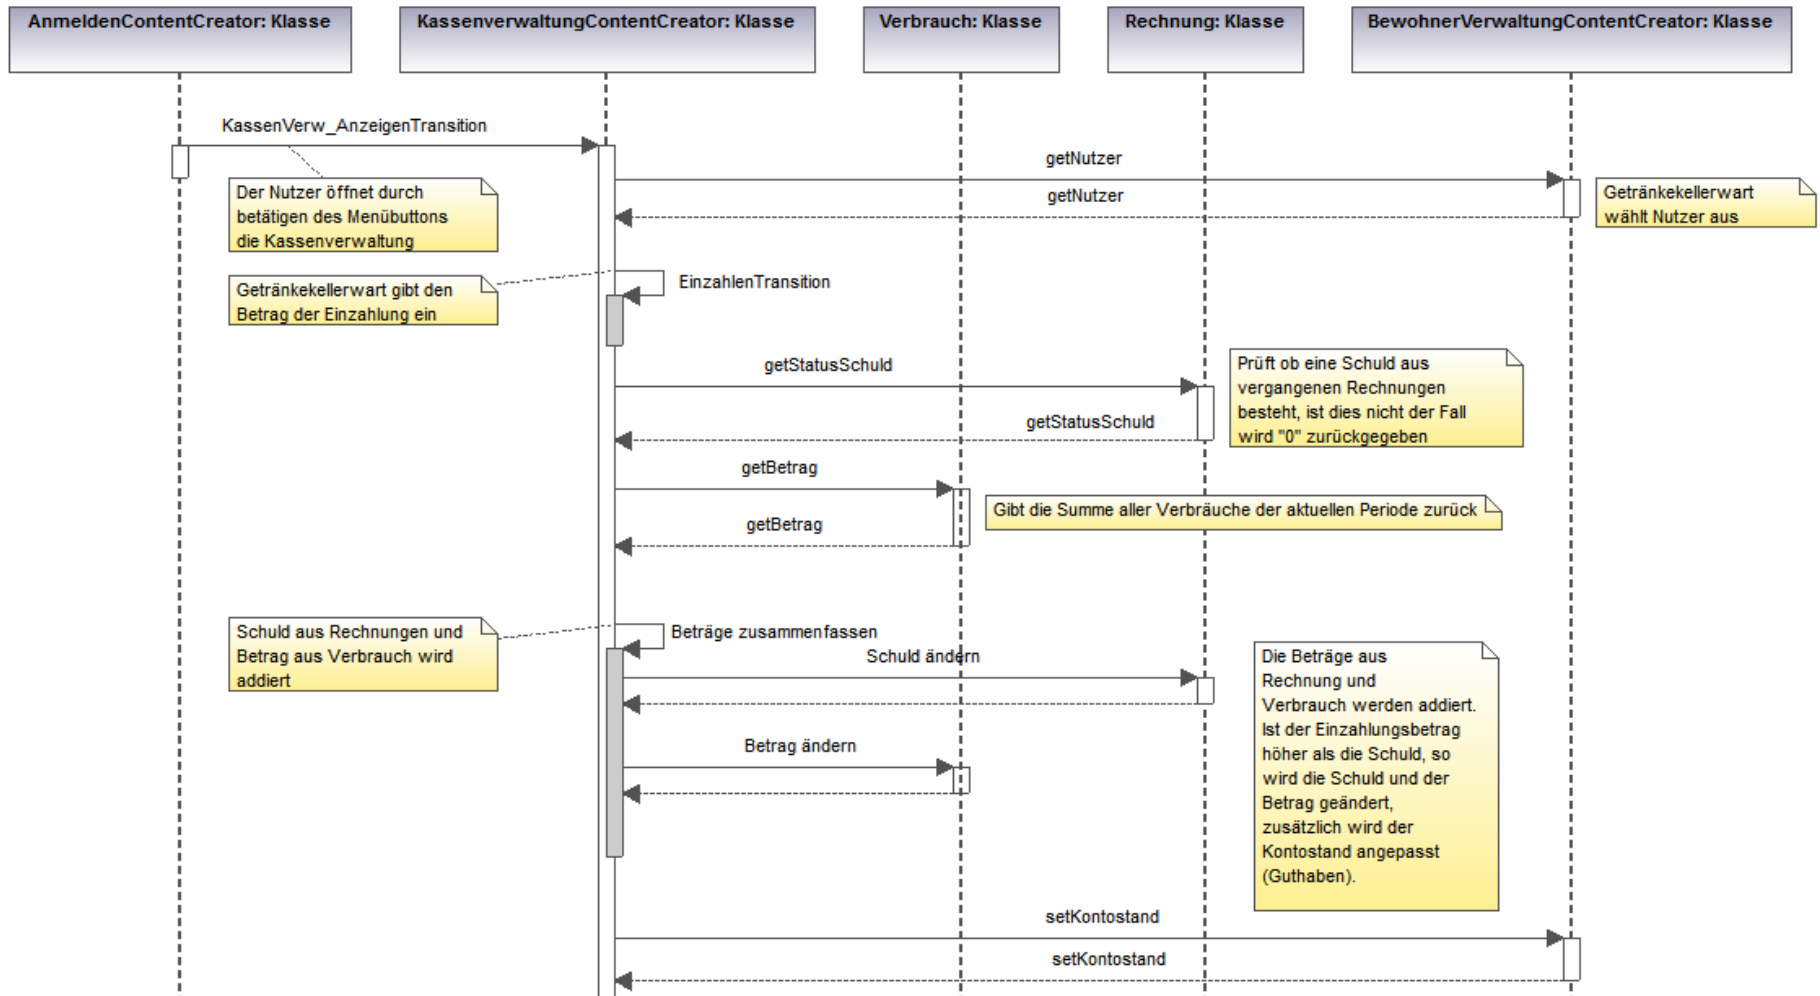 AnmeldenContentCreator: Klasse
KassenverwaltungContentCreator: Klasse
Verbrauch: Klasse
Rechnung: Klasse
BewohnerVerwaltungContentCreator: Klasse
KassenVerw_AnzeigenTransition
Der Nutzer öffnet durch
betätigen des Menübuttons
die Kassenverwaltung
getNutzer
getNutzer
Getränkekellerwart
wählt Nutzer aus
Getränkekellerwart gibt den
Betrag der Einzahlung ein
EinzahlenTransition
getStatusSchuld
getStatusSchuld
Prüft ob eine Schuld aus
vergangenen Rechnungen
besteht, ist dies nicht der Fall
wird "0" zurückgegeben
getBetrag
getBetrag
Gibt die Summe aller Verbräuche der aktuellen Periode zurück
Schuld aus Rechnungen und
Betrag aus Verbrauch wird
addiert
Beträge zusammenfassen
Schuld ändern
Betrag ändern
Die Beträge aus
Rechnung und
Verbrauch werden addiert.
Ist der Einzahlungsbetrag
höher als die Schuld, so
wird die Schuld und der
Betrag geändert,
zusätzlich wird der
Kontostand angepasst
(Guthaben).
setKontostand
setKontostand